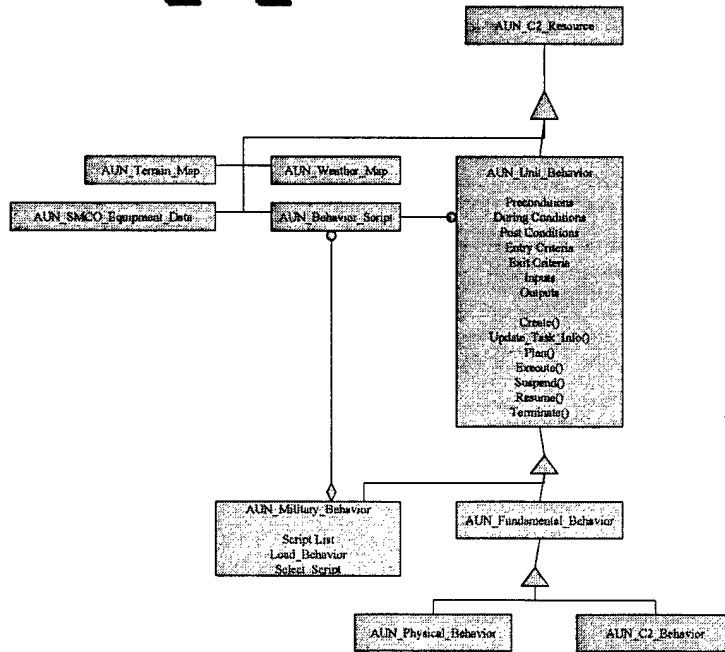 AUN_C2_Resource
AUN_Terrain_Map
AUN_Weather_Map
AUN_SMCO_Equipment_Data
AUN_Behavior_Script
AUN_Unit_Behavior
Preconditions
During Conditions
Post Conditions
Entry Criteria
Exit Criteria
Inputs
Outputs
Create()
Update_Task_Info()
Plan()
Execute()
Suspend()
Resume()
Terminate()
AUN_Military_Behavior
Script List
Load_Behavior
Select_Script
AUN_Fundamental_Behavior
AUN_Physical_Behavior
AUN_C2_Behavior